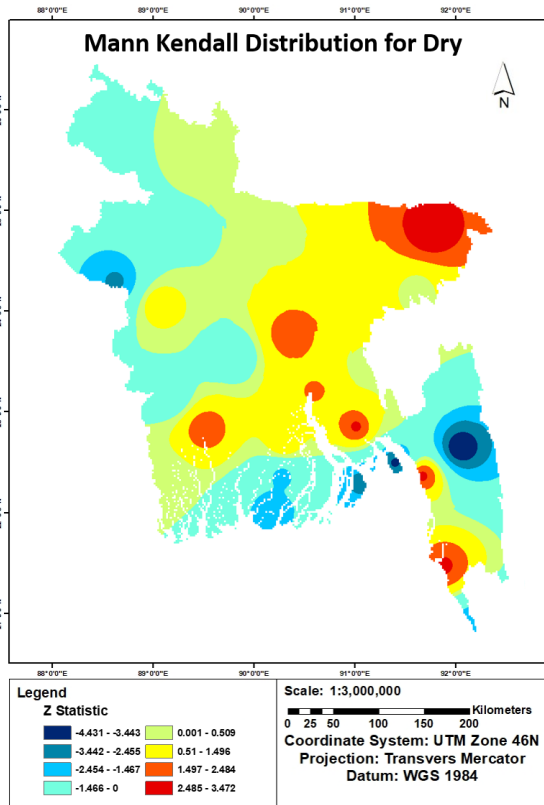 88°0'0"E 89°0'0"E 90°0'0"E 91°0'0"E 92°0'0"E
Mann Kendall Distribution for Dry
N
88°0'0"E 89°0'0"E 90°0'0"E 91°0'0"E 92°0'0"E
Legend
Z Statistic
-4.431 - -3.443
-3.442 - -2.455
-2.454 - -1.467
-1.466 - 0
0.001 - 0.509
0.51 - 1.496
1.497 - 2.484
2.485 - 3.472
Scale: 1:3,000,000
0 25 50 100 150 200 Kilometers
Coordinate System: UTM Zone 46N
Projection: Transvers Mercator
Datum: WGS 1984